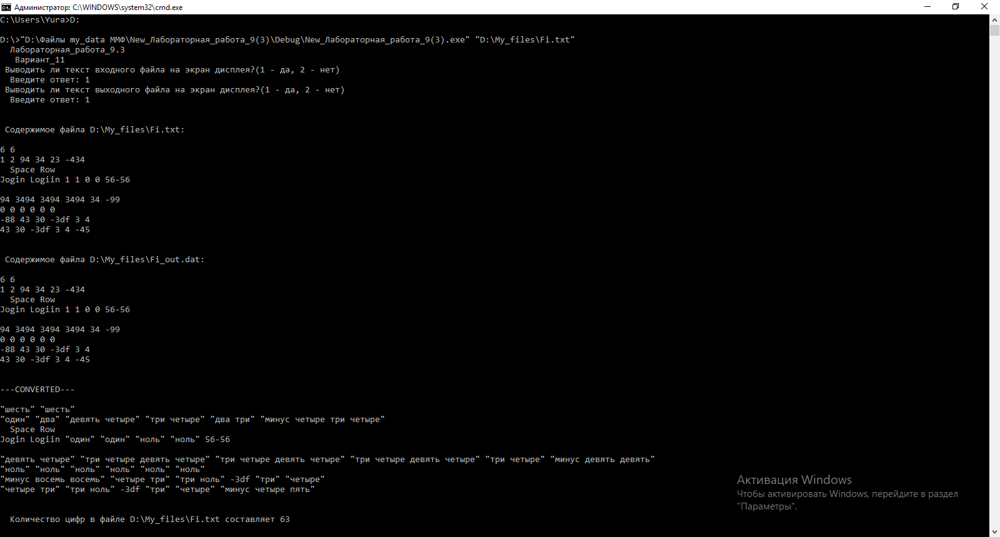 Администратор: C:\WINDOWS\system32\cmd.exe
C:\Users\Yura>D:
D:\>"D:\Файлы my_data ММФ\New_Лабораторная_работа_9(3)\Debug\New_Лабораторная_работа_9(3).exe" "D:\My_files\Fi.txt"
Лабораторная_работа_9.3
Вариант_11
Выводить ли текст входного файла на экран дисплея?(1 - да, 2 - нет)
Введите ответ: 1
Выводить ли текст выходного файла на экран дисплея?(1 - да, 2 - нет)
Введите ответ: 1
Содержимое файла D:\My_files\Fi.txt:
6 6
1 2 94 34 23 -434
Space Row
Jogin Logiin 1 1 0 0 56-56
94 3494 3494 3494 34 -99
0 0 0 0 0 0
-88 43 30 -3df 3 4
43 30 -3df 3 4 -45
Содержимое файла D:\My_files\Fi_out.dat:
6 6
1 2 94 34 23 -434
Space Row
Jogin Logiin 1 1 0 0 56-56
94 3494 3494 3494 34 -99
0 0 0 0 0 0
-88 43 30 -3df 3 4
43 30 -3df 3 4 -45
---CONVERTED---
"шесть" "шесть"
"один" "два" "девять четыре" "три четыре" "два три" "минус четыре три четыре"
Space Row
Jogin Logiin "один" "один" "ноль" "ноль" 56-56
"девять четыре" "три четыре девять четыре" "три четыре девять четыре" "три четыре девять четыре" "три четыре" "минус девять девять"
"ноль" "ноль" "ноль" "ноль" "ноль" "ноль"
"минус восемь восемь" "четыре три" "три ноль" -3df "три" "четыре"
"четыре три" "три ноль" -3df "три" "четыре" "минус четыре пять"
Количество цифр в файле D:\My_files\Fi.txt составляет 63
Активация Windows
Чтобы активировать Windows, перейдите в раздел
"Параметры".